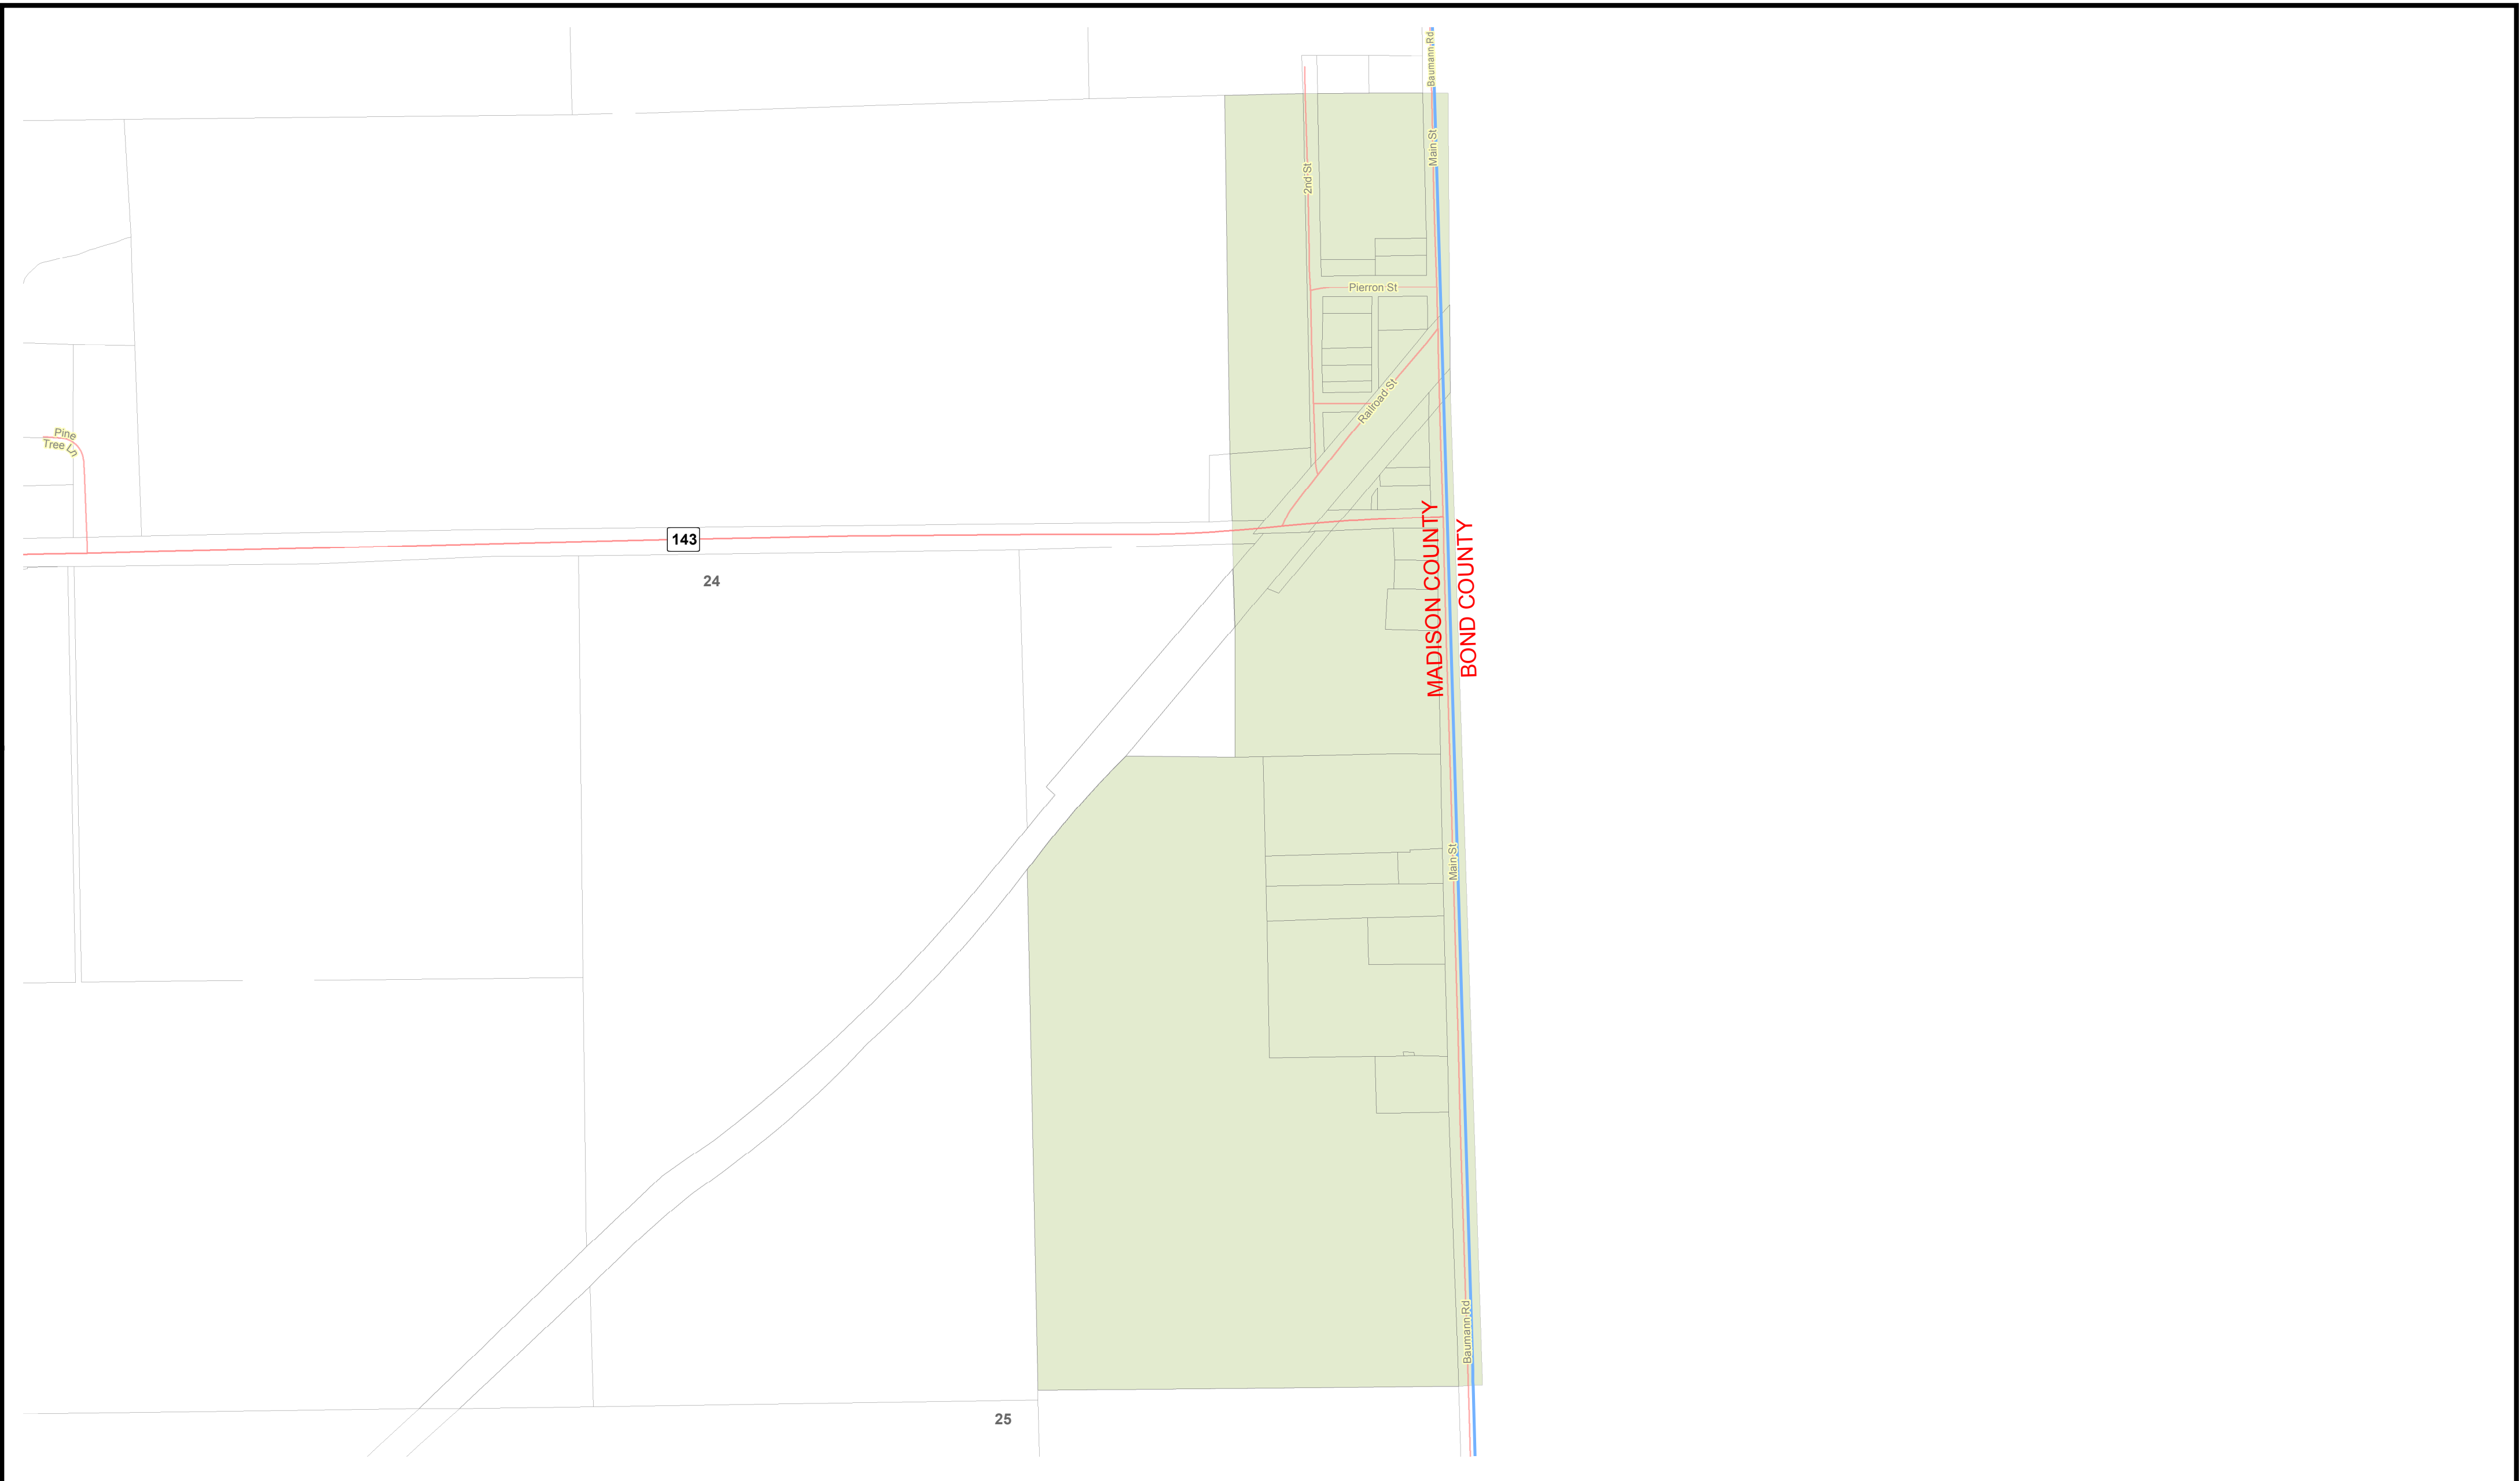 Baumann Rd
Main St
2nd St
Pierron St
Railroad St
Pine
Tree Ln
143
24
MADISON COUNTY
BOND COUNTY
Main St
Baumann Rd
25